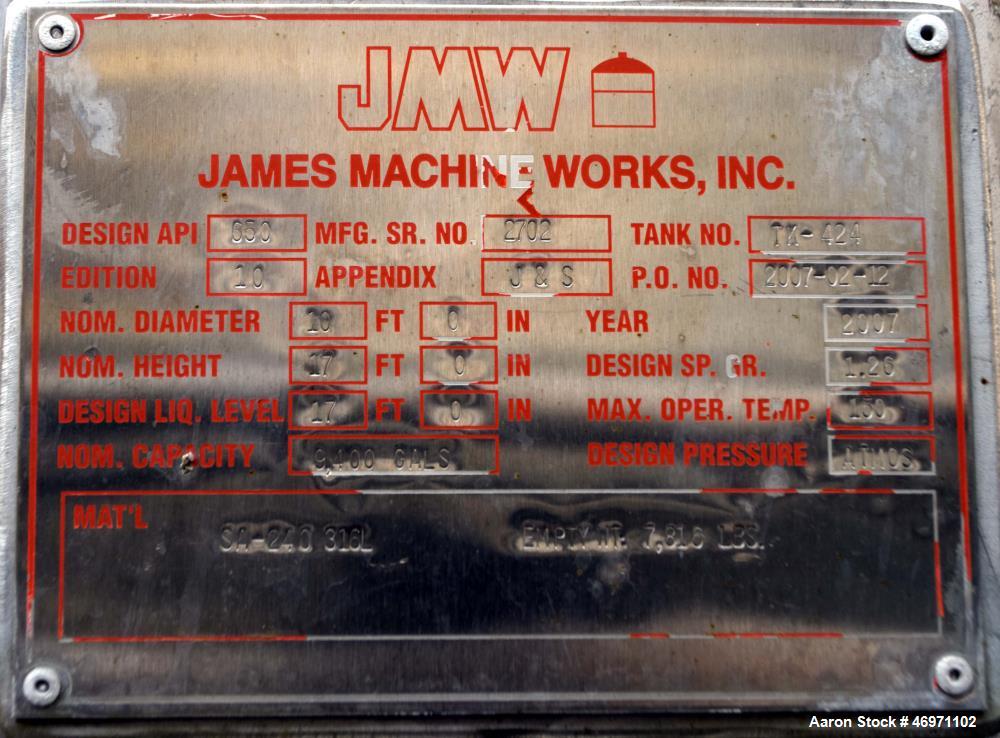 JMW
JAMES MACHINE WORKS, INC.
DESIGN API 650 MFG. SR. NO. 2702 TANK NO. TK-424
EDITION 10 APPENDIX J & S P.O. NO. 2007-02-12
NOM. DIAMETER 10 FT 0 IN YEAR 2007
NOM. HEIGHT 17 FT 0 IN DESIGN SP. GR. 1.26
DESIGN LIQ. LEVEL 17 FT 0 IN MAX. OPER. TEMP. 150
NOM. CAPACITY 9,400 GALS DESIGN PRESSURE ATMOS
MAT'L
SA-240 316L EMPTY WT. 7,816 LBS.
Aaron Stock # 46971102